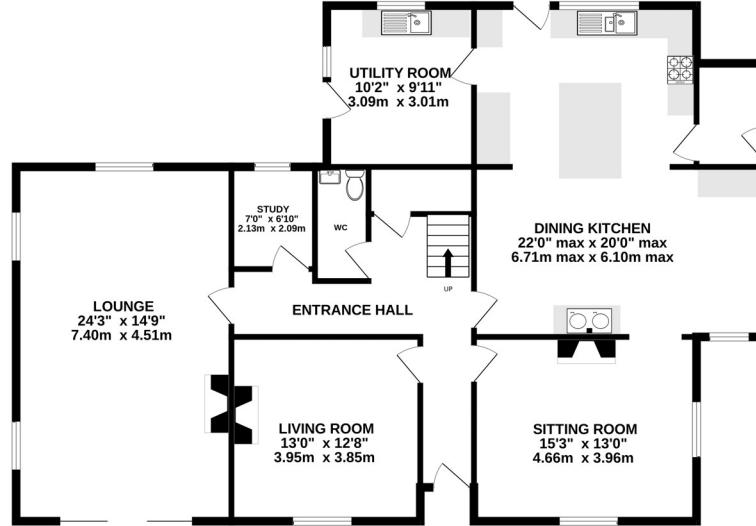 UTILITY ROOM
10'2" x 9'11"
3.09m x 3.01m
STUDY
7'0" x 6'10"
2.13m x 2.09m
WC
DINING KITCHEN
22'0" max x 20'0" max
6.71m max x 6.10m max
UP
LOUNGE
24'3" x 14'9"
7.40m x 4.51m
ENTRANCE HALL
LIVING ROOM
13'0" x 12'8"
3.95m x 3.85m
SITTING ROOM
15'3" x 13'0"
4.66m x 3.96m